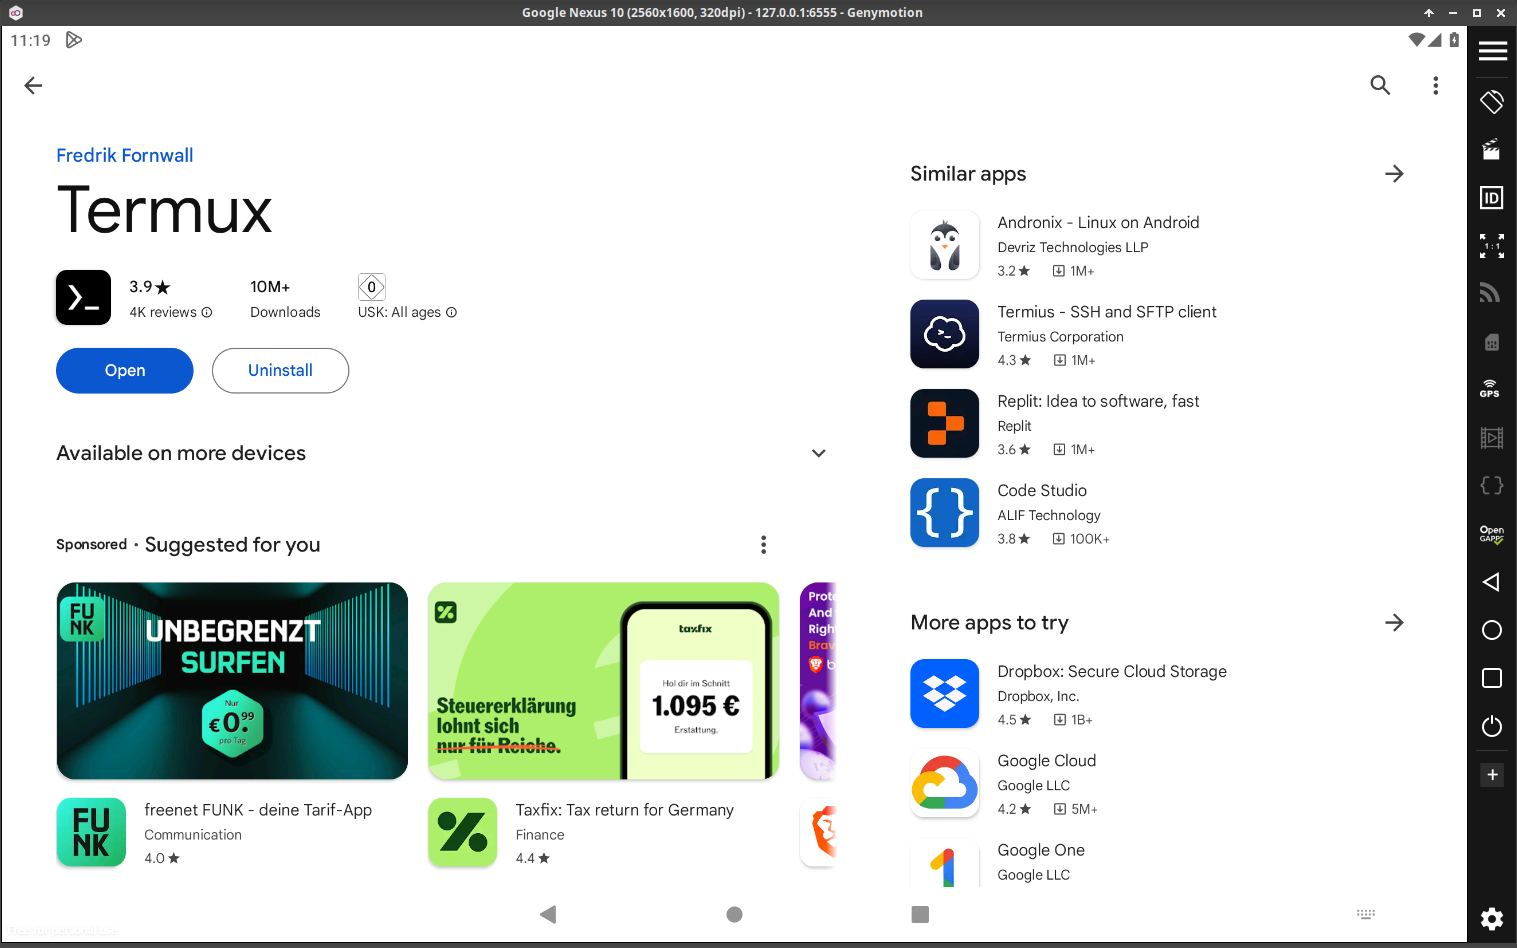 Google Nexus 10 (2560x1600, 320dpi) - 127.0.0.1:6555 - Genymotion
11:19
Fredrik Fornwall
Termux
3.9★
4K reviews
10M+
Downloads
0
USK: All ages
Open
Uninstall
Available on more devices
Sponsored · Suggested for you
FUNK
UNBEGRENZT
SURFEN
Nur
€0.99
pro Tag
freenet FUNK - deine Tarif-App
Communication
4.0★
taxfix
Steuererklärung
lohnt sich
nur für Reiche.
Hol dir im Schnitt
1.095 €
Erstattung.
Taxfix: Tax return for Germany
Finance
4.4★
And
Brav
Similar apps
Andronix - Linux on Android
Devriz Technologies LLP
3.2★ 1M+
Termius - SSH and SFTP client
Termius Corporation
4.3★ 1M+
Replit: Idea to software, fast
Replit
3.6★ 1M+
Code Studio
ALIF Technology
3.8★ 100K+
More apps to try
Dropbox: Secure Cloud Storage
Dropbox, Inc.
4.5★ 1B+
Google Cloud
Google LLC
4.2★ 5M+
Google One
Google LLC
ID
1:1
GPS
Open
GAPPS